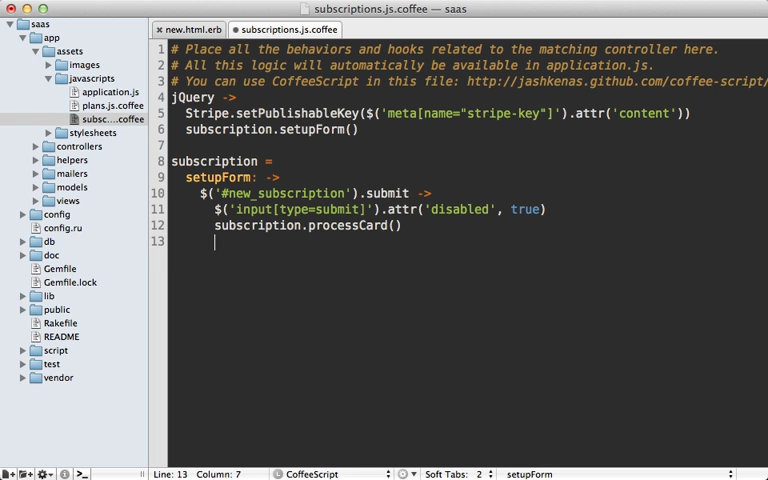 subscriptions.js.coffee — saas
saas
app
assets
images
javascripts
application.js
plans.js.coffee
subsc....coffee
stylesheets
controllers
helpers
mailers
models
views
config
config.ru
db
doc
Gemfile
Gemfile.lock
lib
public
Rakefile
README
script
test
vendor
new.html.erb
subscriptions.js.coffee
1 # Place all the behaviors and hooks related to the matching controller here.
2 # All this logic will automatically be available in application.js.
3 # You can use CoffeeScript in this file: http://jashkenas.github.com/coffee-script/
4 jQuery ->
5 Stripe.setPublishableKey($('meta[name="stripe-key"]').attr('content'))
6 subscription.setupForm()
7
8 subscription =
9 setupForm: ->
10 $('#new_subscription').submit ->
11 $('input[type=submit]').attr('disabled', true)
12 subscription.processCard()
13
Line: 13 Column: 7 CoffeeScript Soft Tabs: 2 setupForm